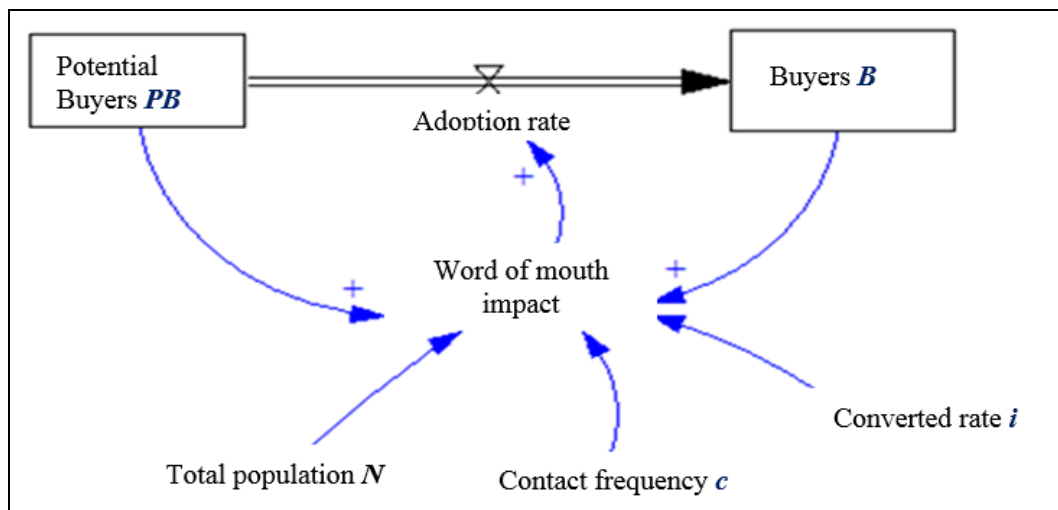 Potential
Buyers PB
Buyers B
Adoption rate
+
Word of mouth
impact
+
+
Converted rate i
Total population N
Contact frequency c